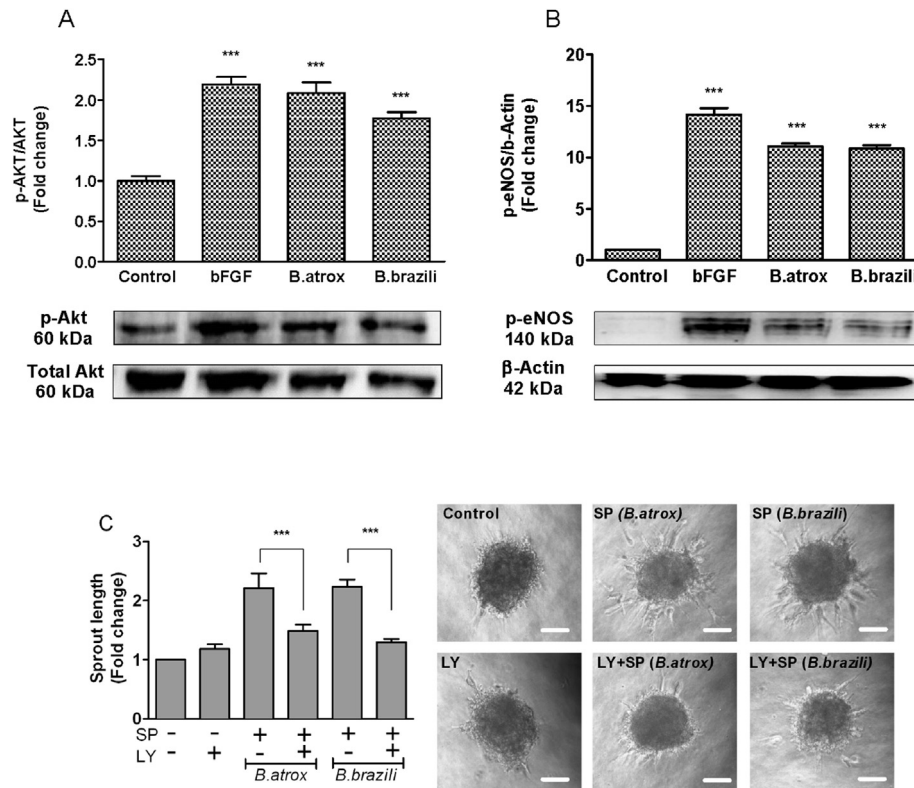 A
p-AKT/AKT
(Fold change)
2.5
2.0
1.5
1.0
0.5
0.0
***
***
***
Control bFGF B.atrox B.brazili
p-Akt
60 kDa
Total Akt
60 kDa
B
p-eNOS/b-Actin
(Fold change)
20
15
10
5
0
***
***
***
Control bFGF B.atrox B.brazili
p-eNOS
140 kDa
β-Actin
42 kDa
C
Sprout length
(Fold change)
3
2
1
0
***
***
SP - - + + + +
LY - + - + - +
B.atrox B.brazili
Control
SP (B.atrox)
SP (B.brazili)
LY
LY+SP (B.atrox)
LY+SP (B.brazili)